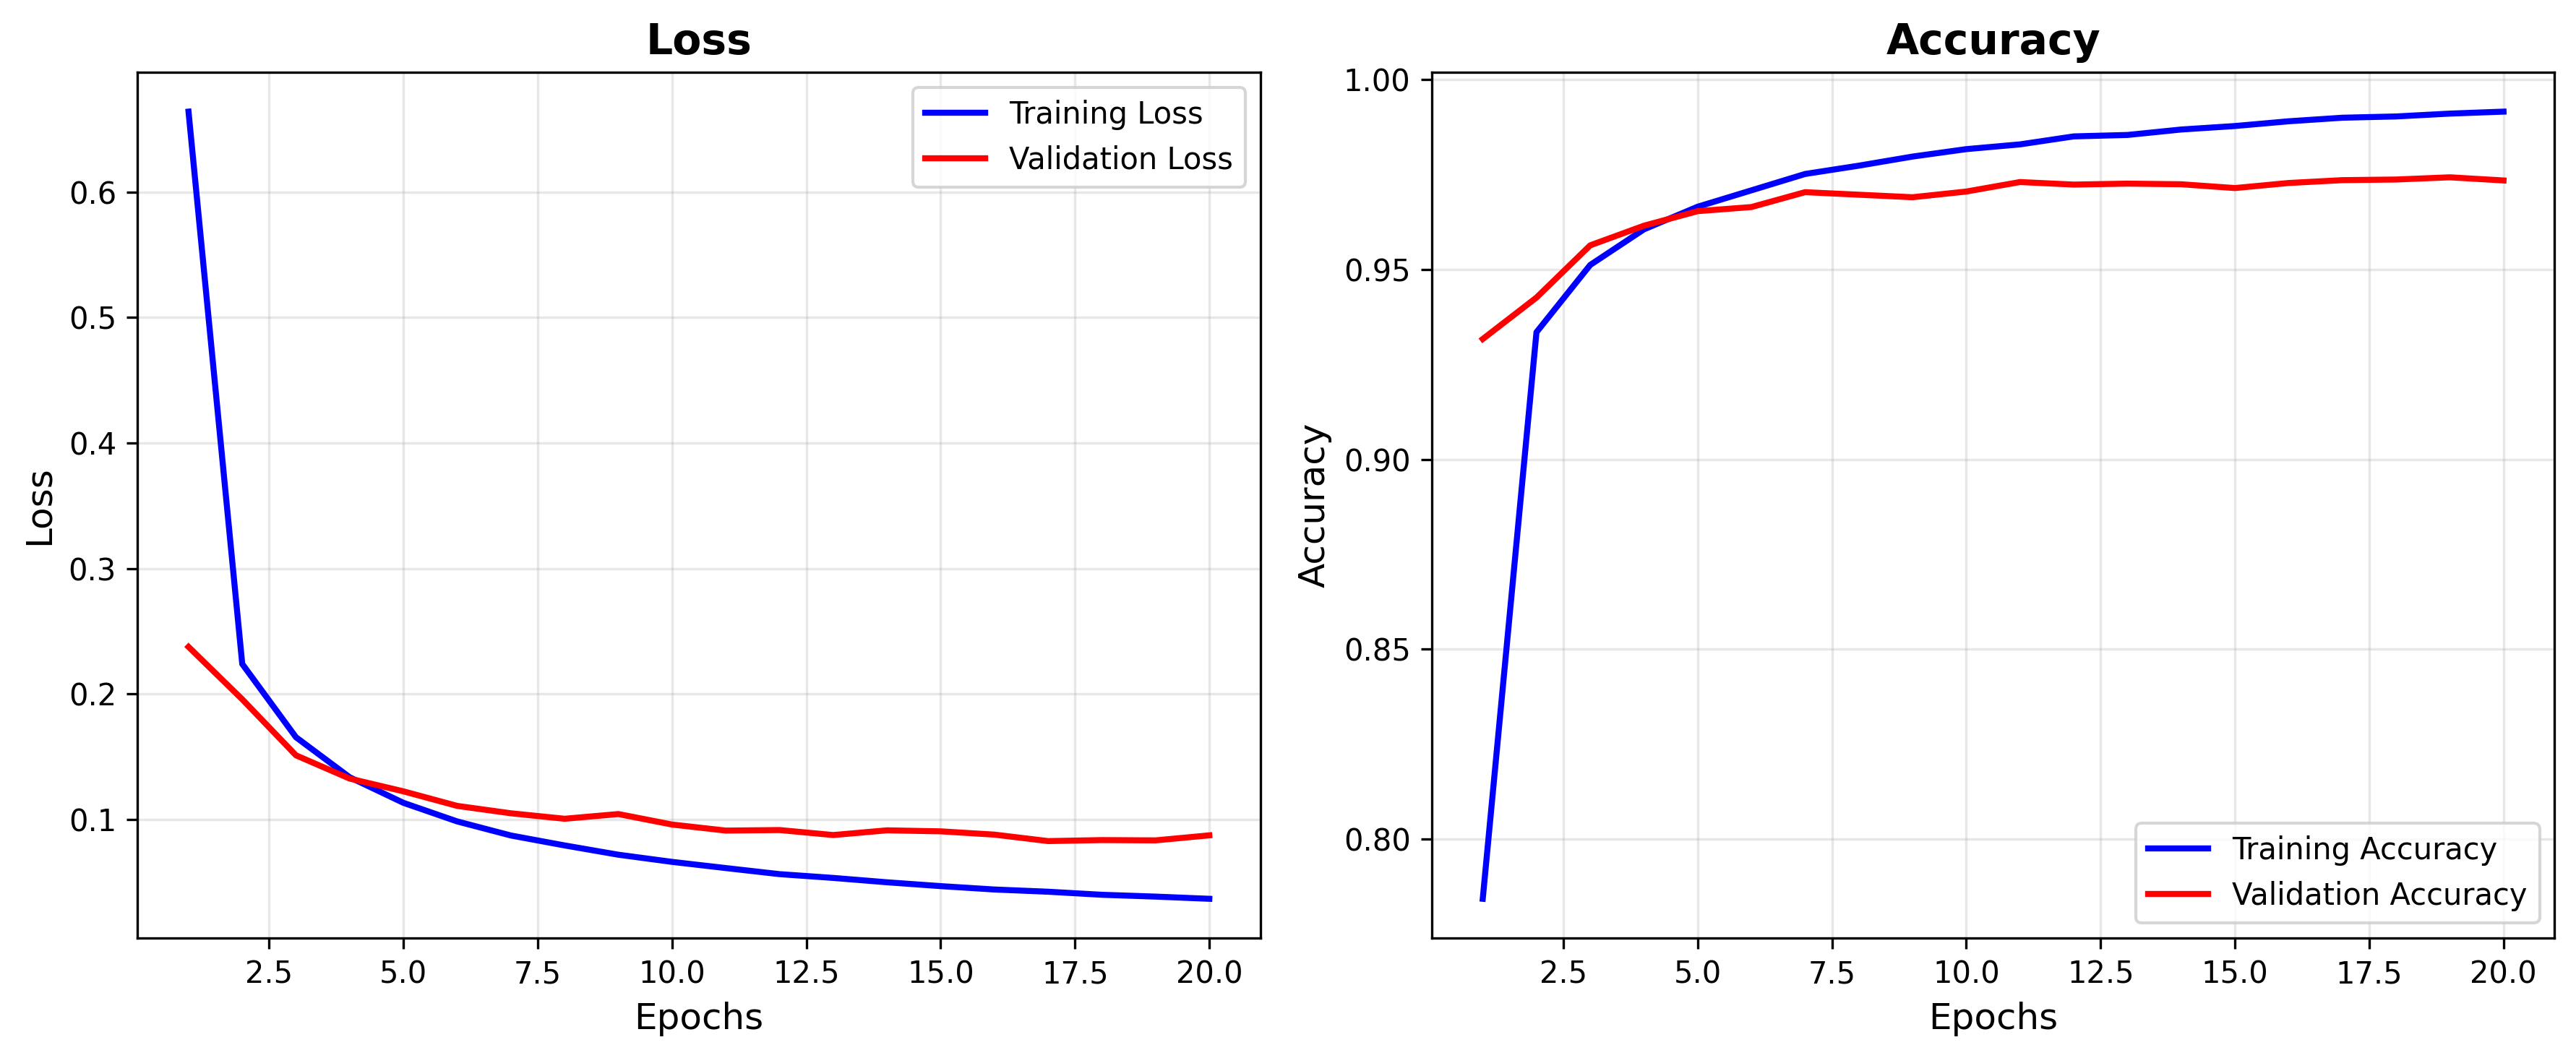 Loss
Training Loss
Validation Loss
0.6
0.5
0.4
0.3
0.2
0.1
Loss
2.5 5.0 7.5 10.0 12.5 15.0 17.5 20.0
Epochs
Accuracy
1.00
0.95
0.90
0.85
0.80
Accuracy
Training Accuracy
Validation Accuracy
2.5 5.0 7.5 10.0 12.5 15.0 17.5 20.0
Epochs